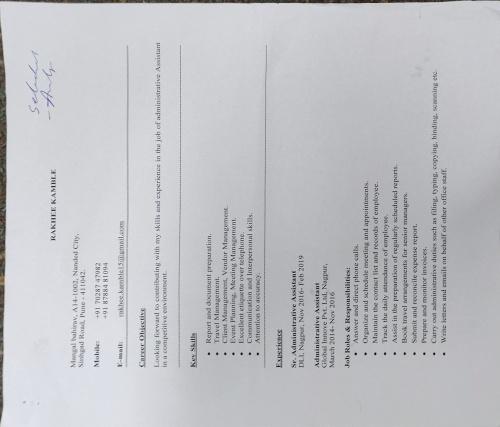 RAKHEE KAMBLE
Mangal Sahniv, A14-1002, Nanded City,
Sinhgad Road, Pune - 411042.
Mobile: +91 70287 47982
+91 87884 81094
E-mail: rakhee.kamble15@gmail.com
Career Objective
Looking forward to contributing with my skills and experience in the job of administrative Assistant
in a competitive environment.
Key Skills
• Report and document preparation.
• Travel Management.
• Client Management, Vendor Management.
• Event Planning, Meeting Management.
• Excellent etiquette over telephone.
• Communication and Interpersonal skills.
• Attention to accuracy.
Experience
Sr. Administrative Assistant
DLI, Nagpur, Nov 2016- Feb 2019
Administrative Assistant
Global Innove Pvt. Ltd, Nagpur,
March 2014- Nov 2016
Job Roles & Responsibilities:
• Answer and direct phone calls.
• Organize and schedule meeting and appointments.
• Maintain the contact list and records of employee.
• Track the daily attendance of employee.
• Assist in the preparation of regularly scheduled reports.
• Book travel arrangements for senior managers.
• Submit and reconcile expense report.
• Prepare and monitor invoices.
• Carry out administrative duties such as filing, typing, copying, binding, scanning etc.
• Write letters and emails on behalf of other office staff.